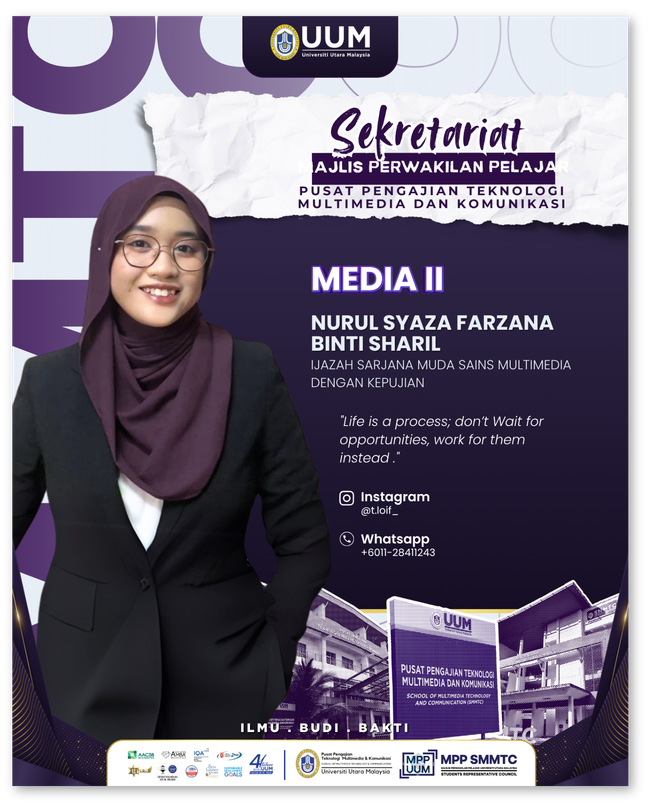 UUM
Universiti Utara Malaysia
Sekretariat
MAJLIS PERWAKILAN PELAJAR
PUSAT PENGAJIAN TEKNOLOGI
MULTIMEDIA DAN KOMUNIKASI
MEDIA II
NURUL SYAZA FARZANA
BINTI SHARIL
IJAZAH SARJANA MUDA SAINS MULTIMEDIA
DENGAN KEPUJIAN
"Life is a process; don't Wait for
opportunities, work for them
instead ."
Instagram
@t.loif_
Whatsapp
+6011-28411243
UUM
PUSAT PENGAJIAN TEKNOLOGI
MULTIMEDIA DAN KOMUNIKASI
SCHOOL OF MULTIMEDIA TECHNOLOGY
AND COMMUNICATION (SMMTC)
ILMU . BUDI . BAKTI
AACSB
AMBA
IQA
Pusat Pengajian
Teknologi Multimedia & Komunikasi
Universiti Utara Malaysia
MPP
UUM
MPP SMMTC
STUDENTS REPRESENTATIVE COUNCIL